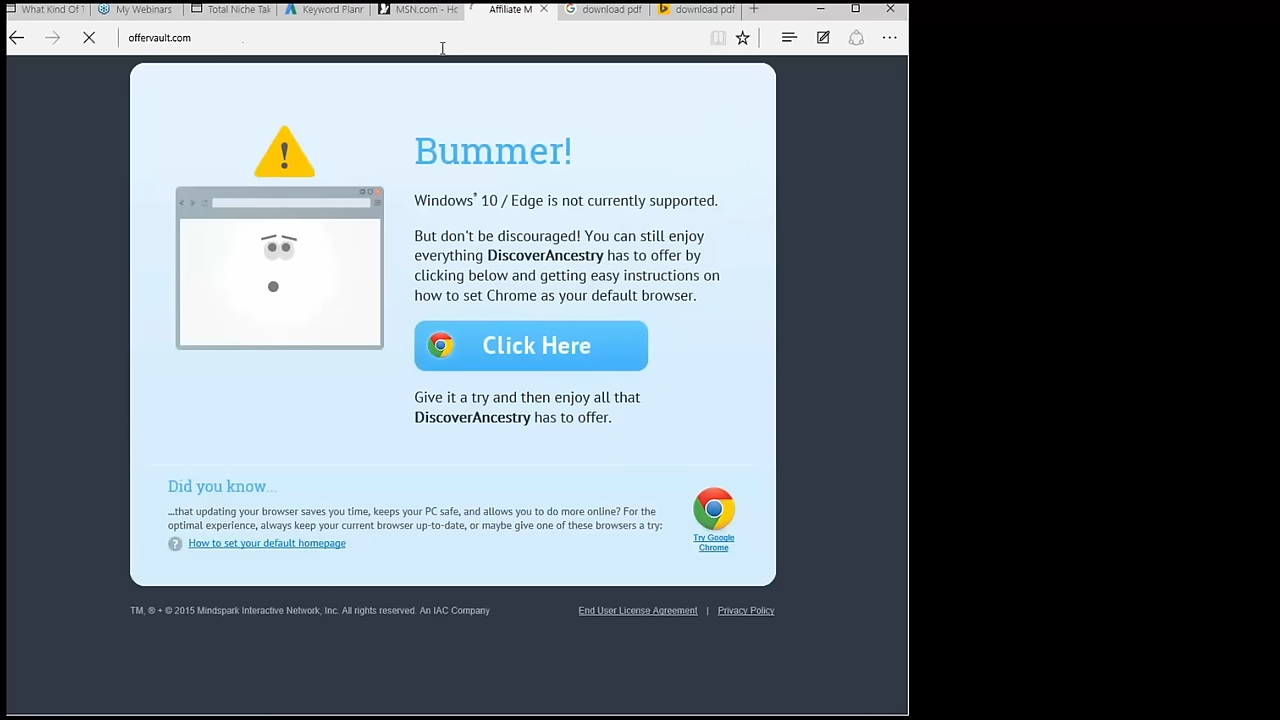 What Kind Of My Webinars Total Niche Tak Keyword Planr MSN.com - Ho Affiliate M download pdf download pdf
offervault.com
Bummer!
Windows® 10 / Edge is not currently supported.
But don't be discouraged! You can still enjoy
everything DiscoverAncestry has to offer by
clicking below and getting easy instructions on
how to set Chrome as your default browser.
Click Here
Give it a try and then enjoy all that
DiscoverAncestry has to offer.
Did you know...
...that updating your browser saves you time, keeps your PC safe, and allows you to do more online? For the
optimal experience, always keep your current browser up-to-date, or maybe give one of these browsers a try:
? How to set your default homepage
Try Google
Chrome
TM, ® + © 2015 Mindspark Interactive Network, Inc. All rights reserved. An IAC Company End User License Agreement | Privacy Policy